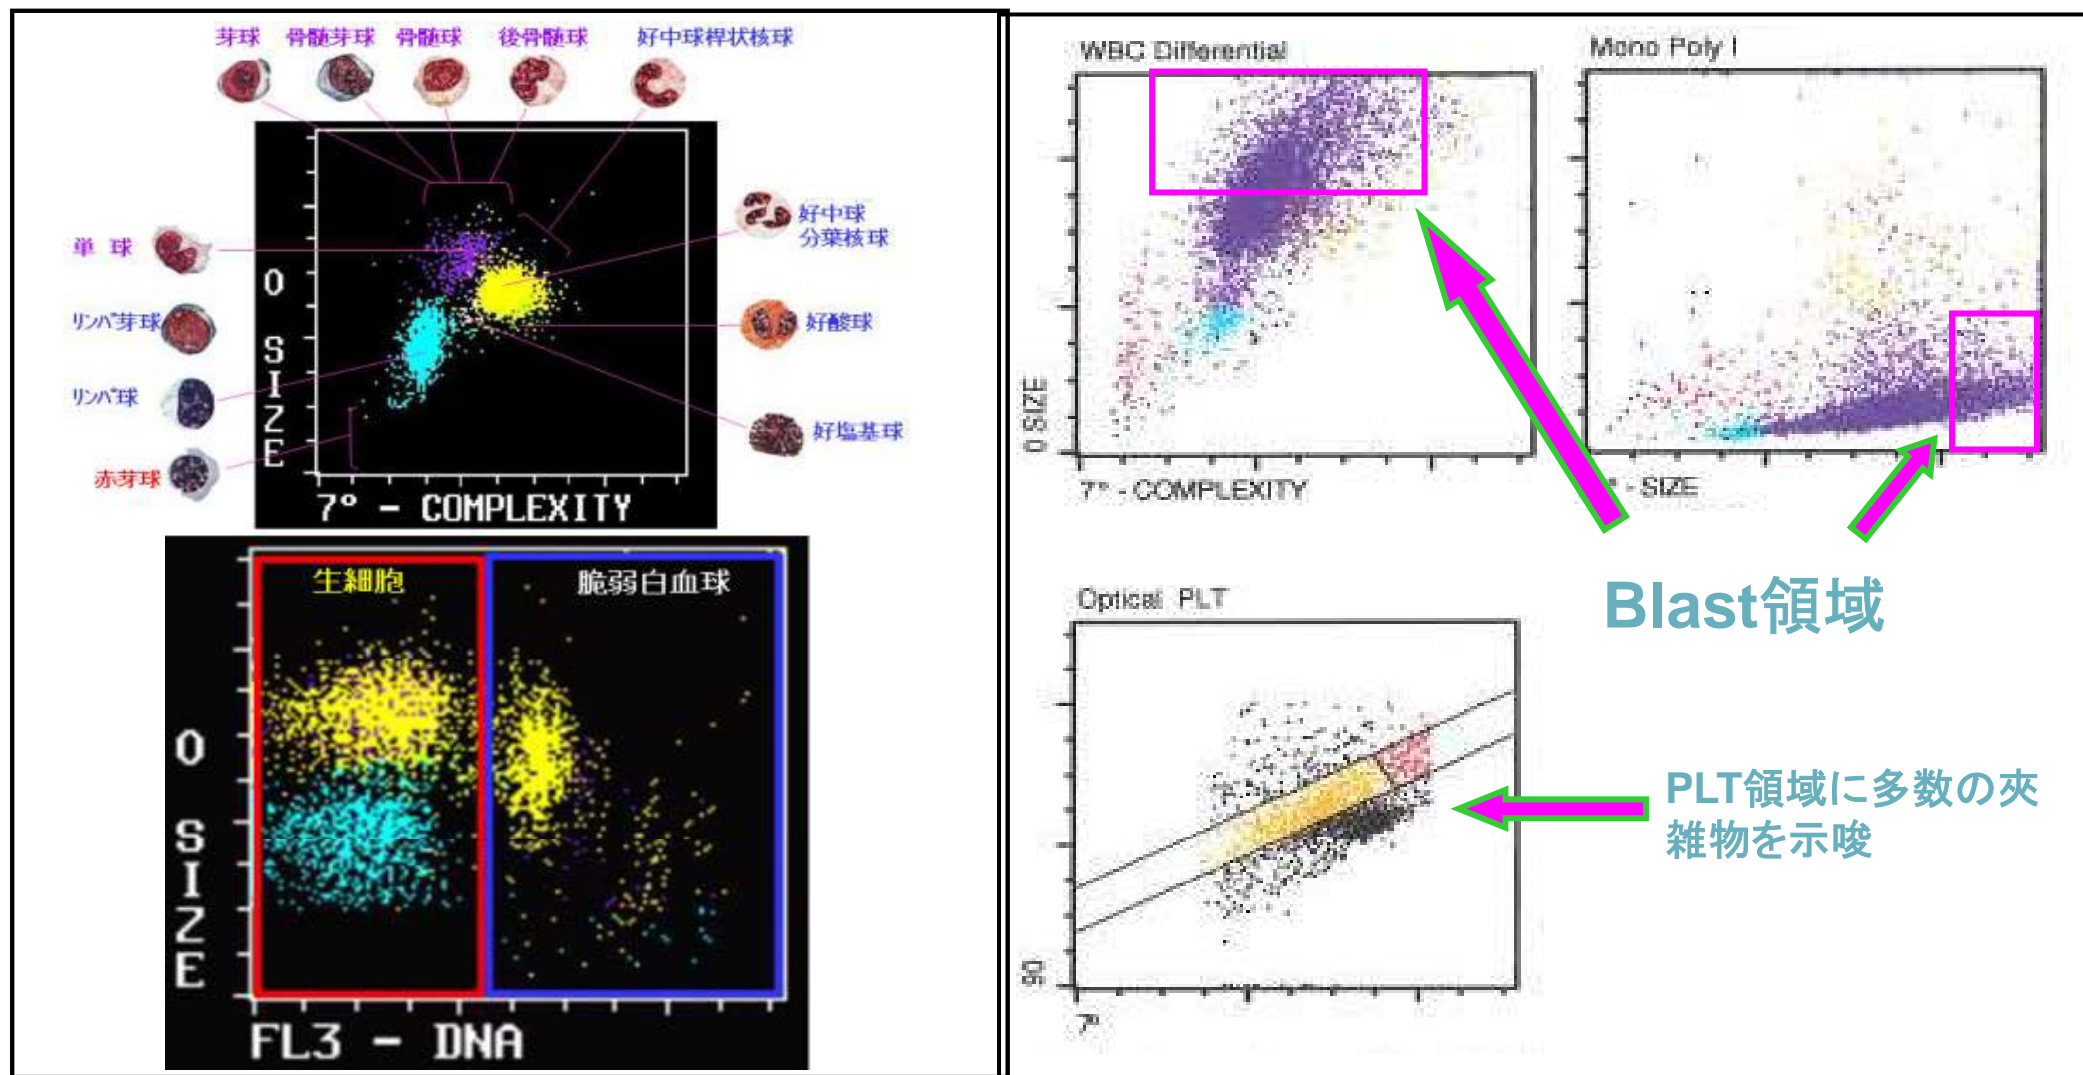 芽球 骨髄芽球 骨髄球 後骨髄球 好中球桿状核球
単 球
リンパ芽球
リンパ球
赤芽球
好中球
分葉核球
好酸球
好塩基球
0 SIZE
7° - COMPLEXITY
生細胞
脆弱白血球
0 SIZE
FL3 - DNA
WBC Differential
0 SIZE
7° - COMPLEXITY
Mono Poly I
° - SIZE
Blast領域
Optical PLT
90
7°
PLT領域に多数の夾
雑物を示唆